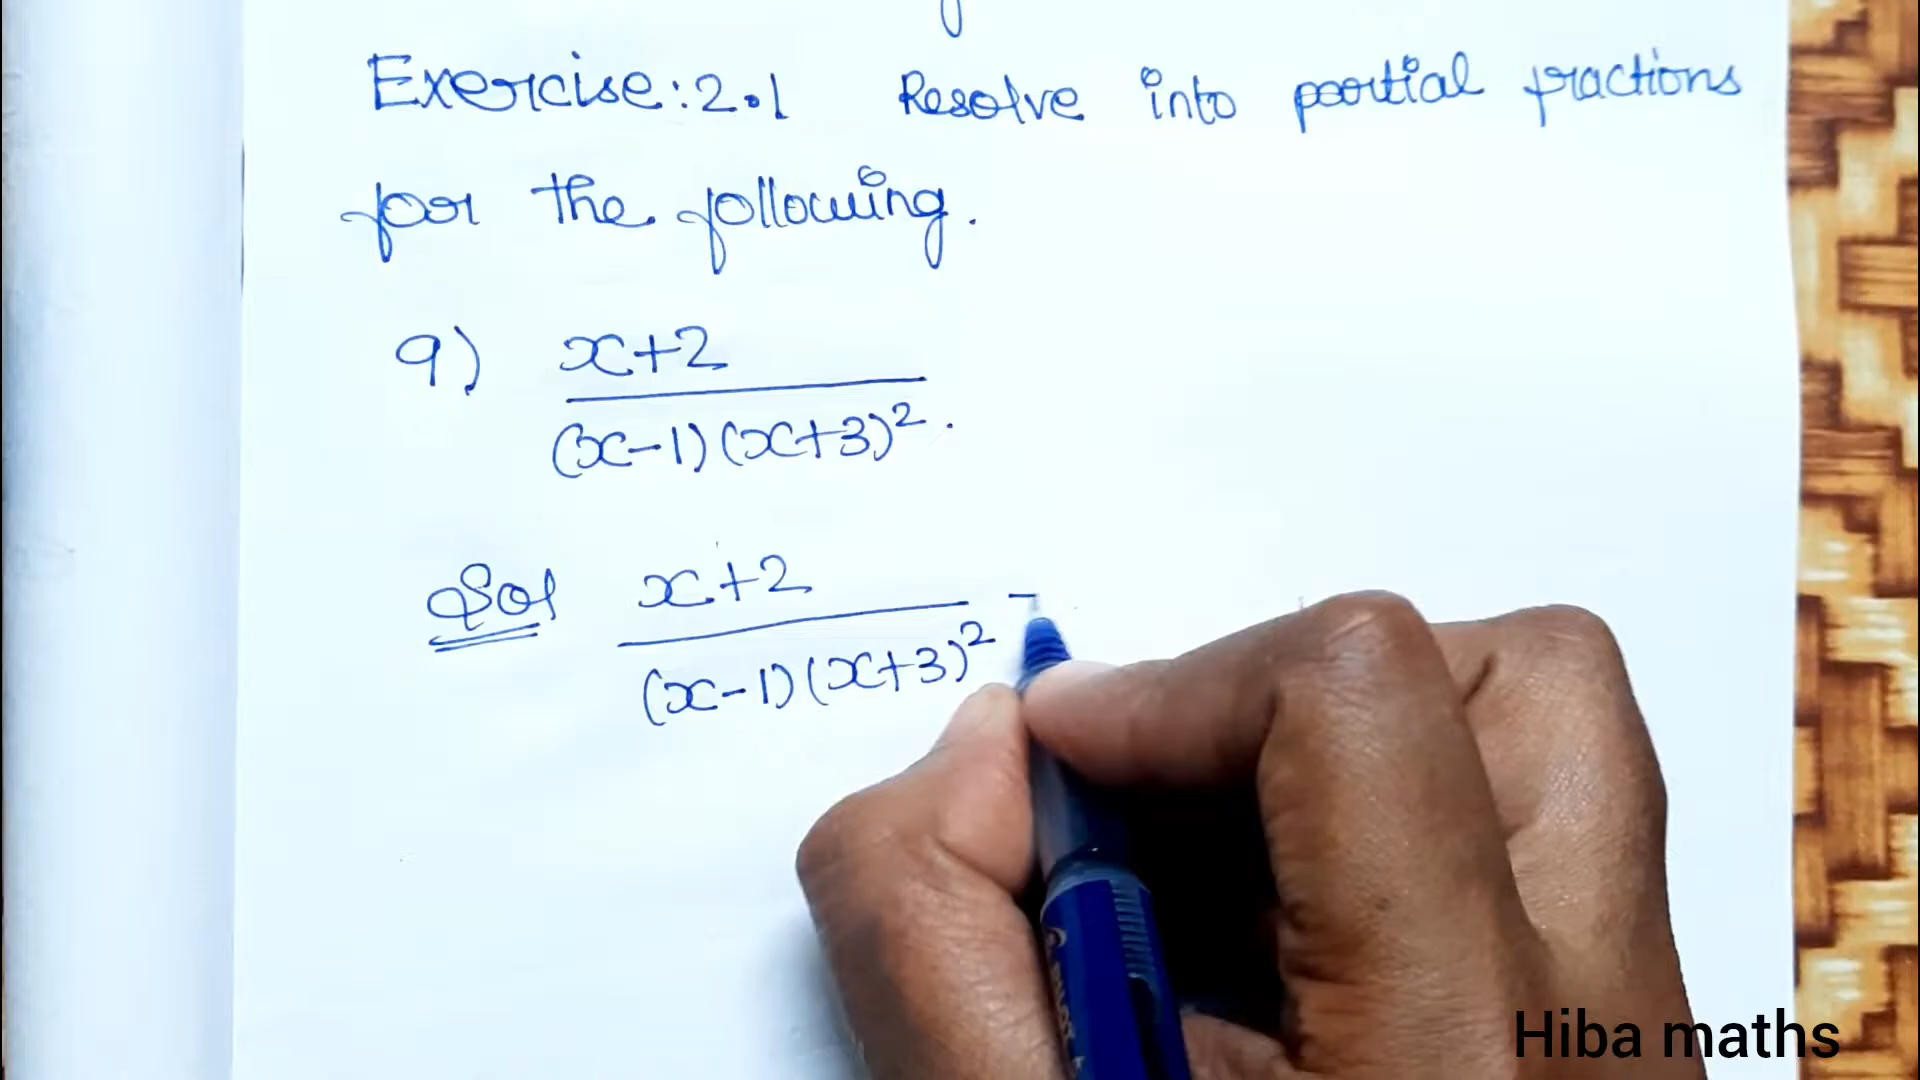 Exercise: 2.1 Resolve into partial fractions
for the following.
9) x+2
(x-1)(x+3)².
Sol x+2
(x-1)(x+3)²
Hiba maths